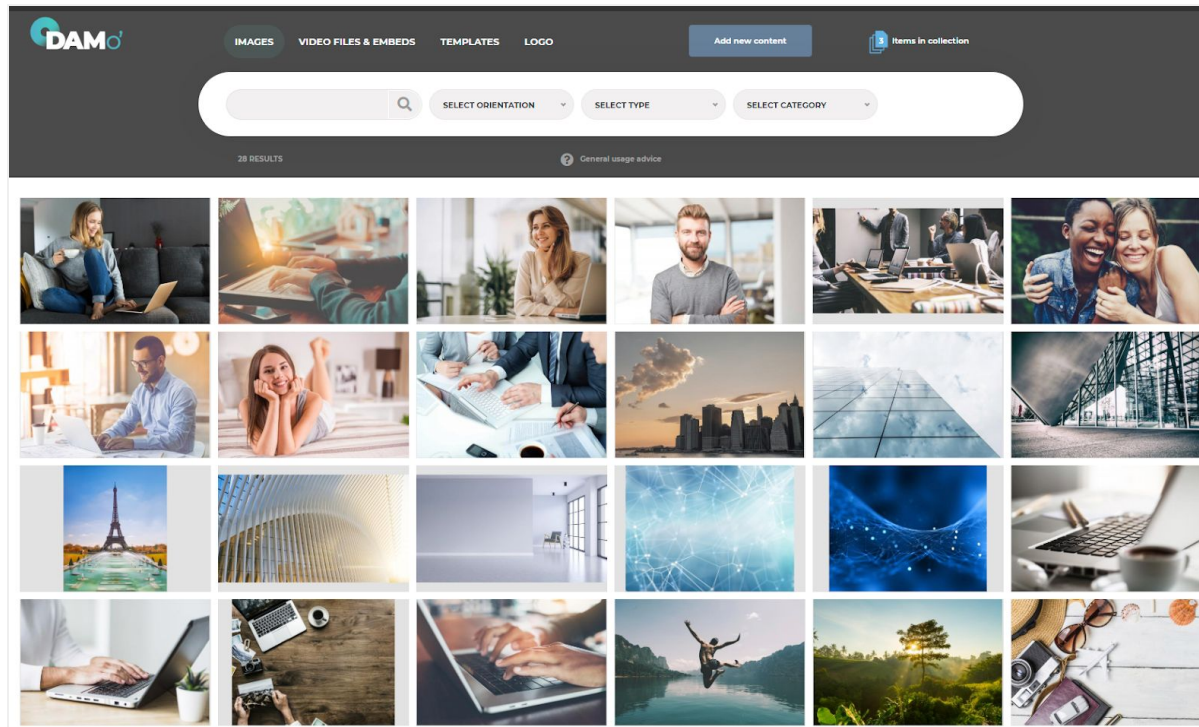 DAMo'
IMAGES
VIDEO FILES & EMBEDS
TEMPLATES
LOGO
Add new content
3
Items in collection
SELECT ORIENTATION
SELECT TYPE
SELECT CATEGORY
28 RESULTS
? General usage advice